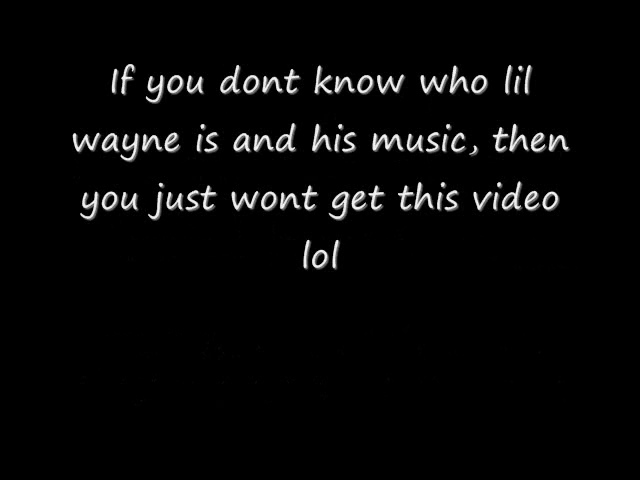 If you dont know who lil
wayne is and his music, then
you just wont get this video
lol